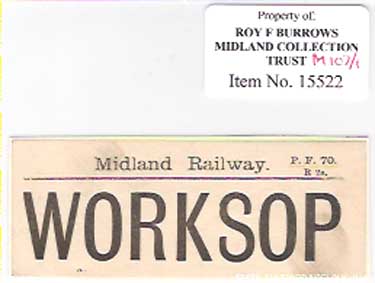 Property of:
ROY F BURROWS
MIDLAND COLLECTION
TRUST M107/1
Item No. 15522
Midland Railway. P. F. 70.
R 2s.
WORKSOP